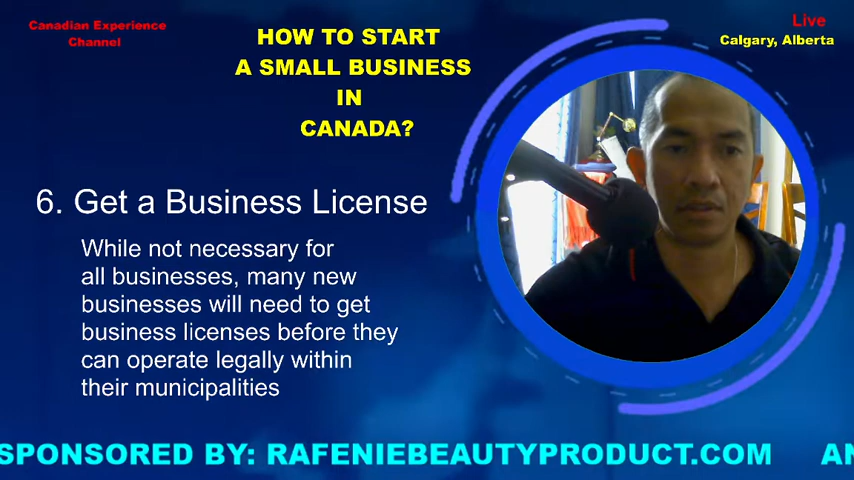 Canadian Experience
Channel
Live
Calgary, Alberta
HOW TO START
A SMALL BUSINESS
IN
CANADA?
6. Get a Business License
While not necessary for
all businesses, many new
businesses will need to get
business licenses before they
can operate legally within
their municipalities
SPONSORED BY: RAFENIEBEAUTYPRODUCT.COM